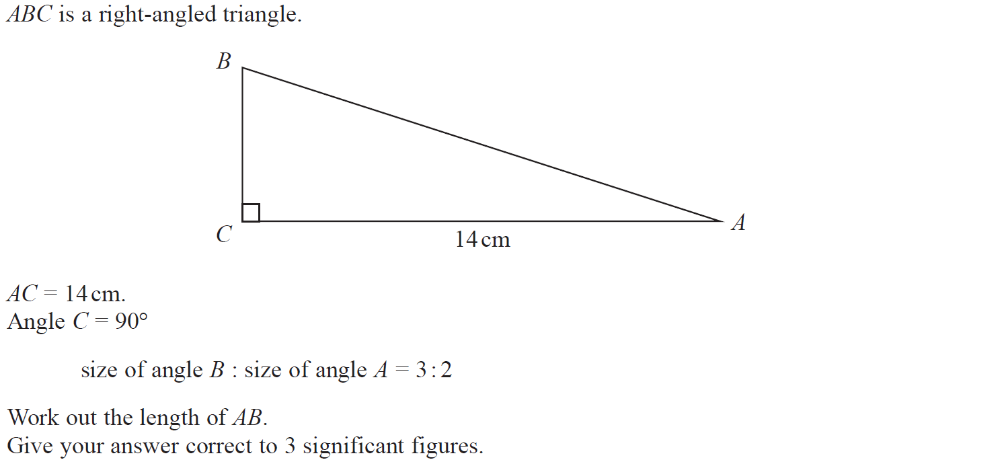 ABC is a right-angled triangle.
B
C
A
14 cm
AC = 14 cm.
Angle C = 90°
size of angle B : size of angle A = 3 : 2
Work out the length of AB.
Give your answer correct to 3 significant figures.